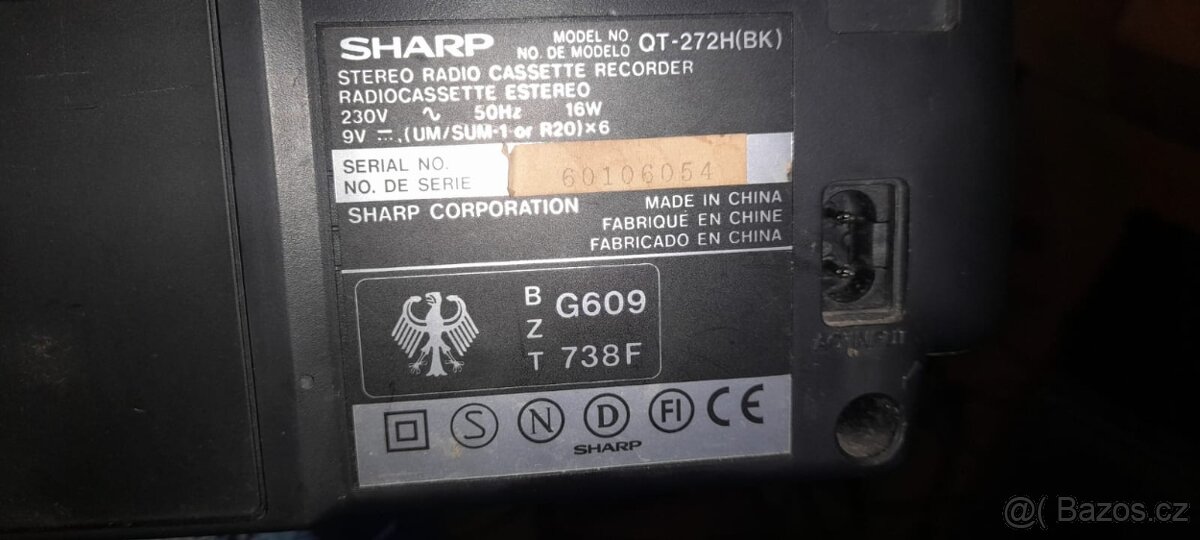 SHARP MODEL NO. QT-272H(BK)
NO. DE MODELO
STEREO RADIO CASSETTE RECORDER
RADIOCASSETTE ESTEREO
230V ∼ 50Hz 16W
9V ⎓, (UM/SUM-1 or R20)×6
SERIAL NO. 60106054
NO. DE SERIE
SHARP CORPORATION MADE IN CHINA
FABRIQUE EN CHINE
FABRICADO EN CHINA
BZT G609
738F
S N D FI CE
SHARP
@( Bazos.cz